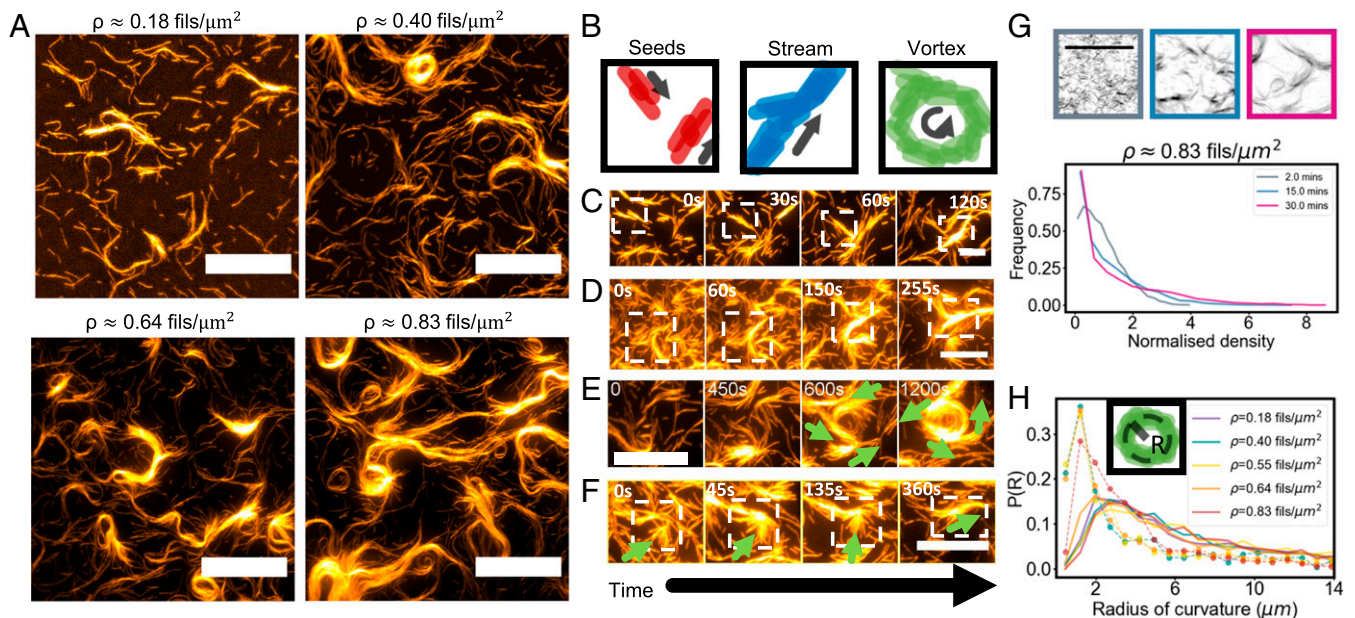 A
ρ ≈ 0.18 fils/μm²
ρ ≈ 0.40 fils/μm²
ρ ≈ 0.64 fils/μm²
ρ ≈ 0.83 fils/μm²
B
Seeds
Stream
Vortex
C
0s
30s
60s
120s
D
0s
60s
150s
255s
E
0
450s
600s
1200s
F
0s
45s
135s
360s
Time
G
ρ ≈ 0.83 fils/μm²
2.0 mins
15.0 mins
30.0 mins
0.75
0.50
0.25
0.00
Frequency
0
2
4
6
8
Normalised density
H
R
ρ=0.18 fils/μm²
ρ=0.40 fils/μm²
ρ=0.55 fils/μm²
ρ=0.64 fils/μm²
ρ=0.83 fils/μm²
0.3
0.2
0.1
0.0
P(R)
2
6
10
14
Radius of curvature (μm)